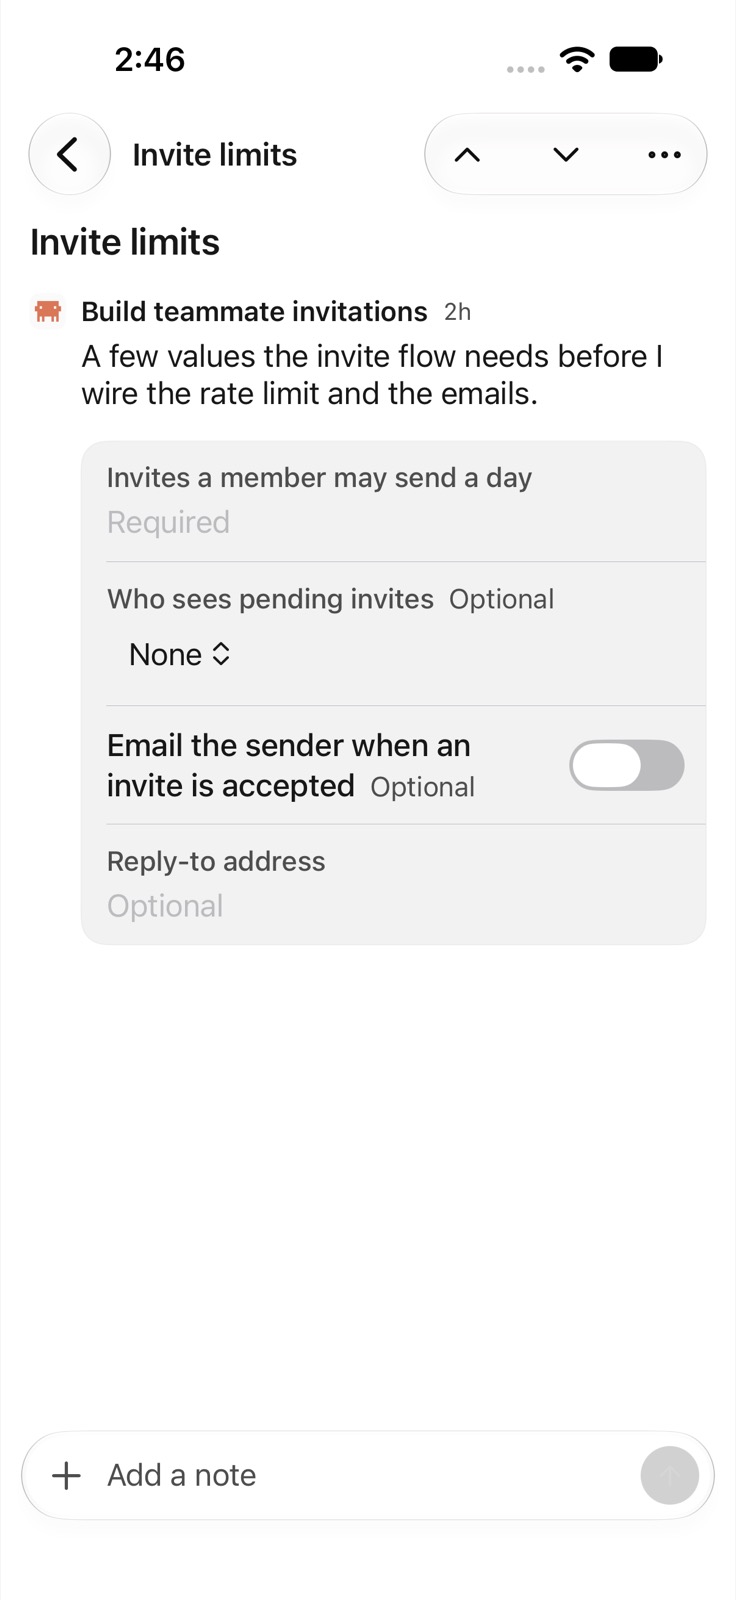 2:46
Invite limits
Invite limits
Build teammate invitations 2h
A few values the invite flow needs before I
wire the rate limit and the emails.
Invites a member may send a day
Required
Who sees pending invites Optional
None
Email the sender when an
invite is accepted Optional
Reply-to address
Optional
Add a note